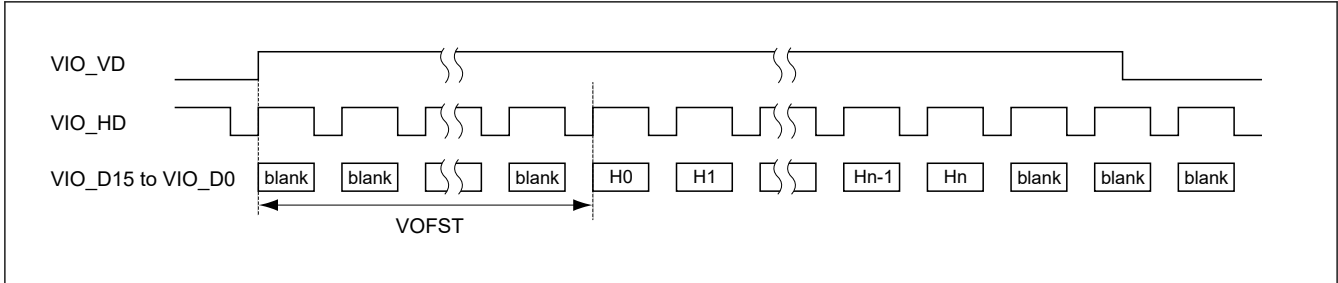 VIO_VD
VIO_HD
VIO_D15 to VIO_D0 blank blank blank H0 H1 Hn-1 Hn blank blank blank
VOFST